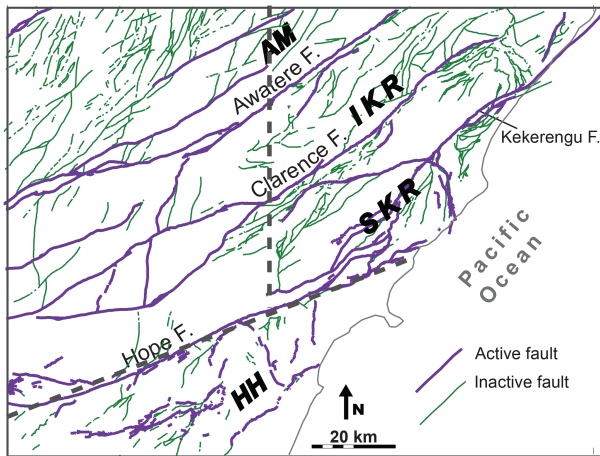 AM
Awatere F.
IKR
Clarence F.
Kekerengu F.
SKR
Pacific
Ocean
Hope F.
HH
Active fault
Inactive fault
N
20 km